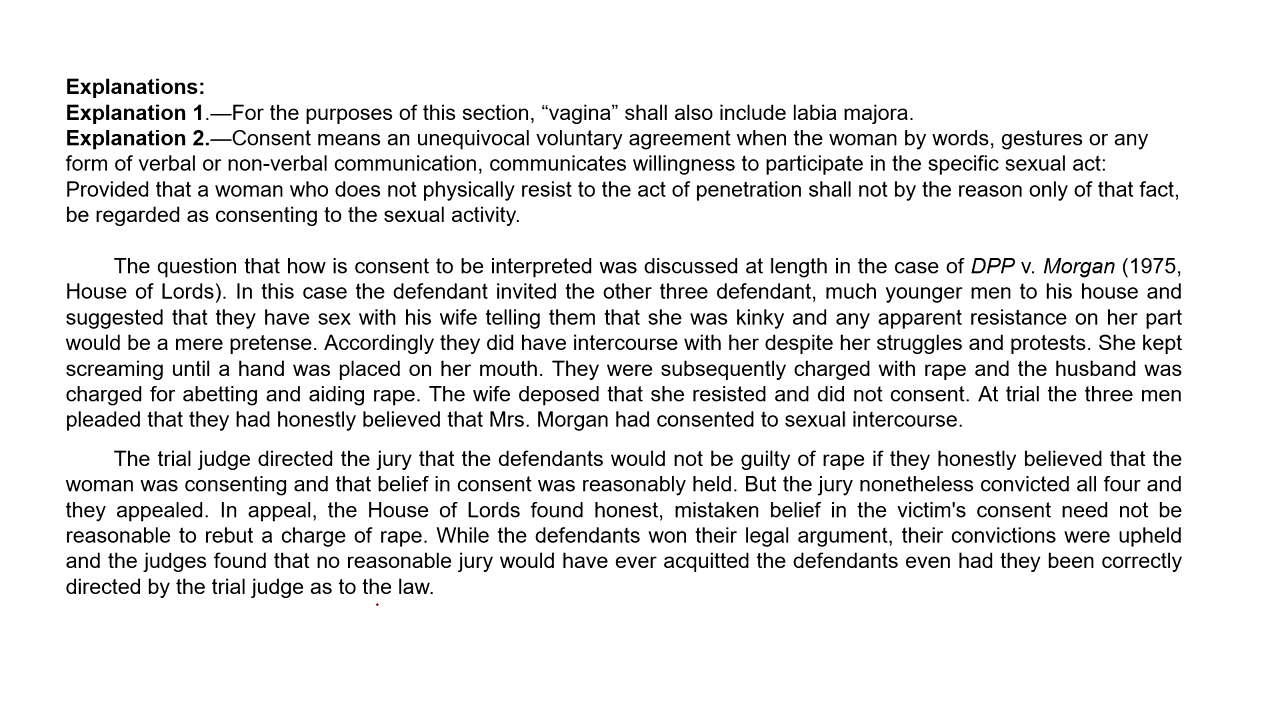 Explanations:
Explanation 1.—For the purposes of this section, “vagina” shall also include labia majora.
Explanation 2.—Consent means an unequivocal voluntary agreement when the woman by words, gestures or any
form of verbal or non-verbal communication, communicates willingness to participate in the specific sexual act:
Provided that a woman who does not physically resist to the act of penetration shall not by the reason only of that fact,
be regarded as consenting to the sexual activity.
The question that how is consent to be interpreted was discussed at length in the case of DPP v. Morgan (1975,
House of Lords). In this case the defendant invited the other three defendant, much younger men to his house and
suggested that they have sex with his wife telling them that she was kinky and any apparent resistance on her part
would be a mere pretense. Accordingly they did have intercourse with her despite her struggles and protests. She kept
screaming until a hand was placed on her mouth. They were subsequently charged with rape and the husband was
charged for abetting and aiding rape. The wife deposed that she resisted and did not consent. At trial the three men
pleaded that they had honestly believed that Mrs. Morgan had consented to sexual intercourse.
The trial judge directed the jury that the defendants would not be guilty of rape if they honestly believed that the
woman was consenting and that belief in consent was reasonably held. But the jury nonetheless convicted all four and
they appealed. In appeal, the House of Lords found honest, mistaken belief in the victim's consent need not be
reasonable to rebut a charge of rape. While the defendants won their legal argument, their convictions were upheld
and the judges found that no reasonable jury would have ever acquitted the defendants even had they been correctly
directed by the trial judge as to the law.